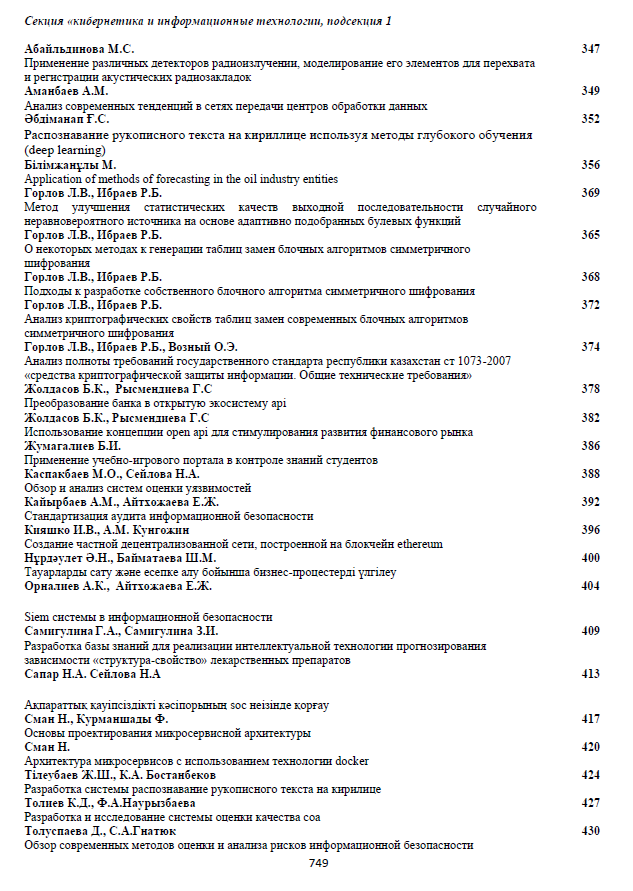 Секция «кибернетика и информационные технологии, подсекция 1
Абайльдинова М.С. 347
Применение различных детекторов радиоизлучении, моделирование его элементов для перехвата
и регистрации акустических радиозакладок
Аманбаев А.М. 349
Анализ современных тенденций в сетях передачи центров обработки данных
Әбдіманап Ғ.С. 352
Распознавание рукописного текста на кириллице используя методы глубокого обучения
(deep learning)
Білімжанұлы М. 356
Application of methods of forecasting in the oil industry entities
Горлов Л.В., Ибраев Р.Б. 369
Метод улучшения статистических качеств выходной последовательности случайного
неравновероятного источника на основе адаптивно подобранных булевых функций
Горлов Л.В., Ибраев Р.Б. 365
О некоторых методах к генерации таблиц замен блочных алгоритмов симметричного
шифрования
Горлов Л.В., Ибраев Р.Б. 368
Подходы к разработке собственного блочного алгоритма симметричного шифрования
Горлов Л.В., Ибраев Р.Б. 372
Анализ криптографических свойств таблиц замен современных блочных алгоритмов
симметричного шифрования
Горлов Л.В., Ибраев Р.Б., Возный О.Э. 374
Анализ полноты требований государственного стандарта республики казахстан ст 1073-2007
«средства криптографической защиты информации. Общие технические требования»
Жолдасов Б.К., Рысмендиева Г.С 378
Преобразование банка в открытую экосистему api
Жолдасов Б.К., Рысмендиева Г.С 382
Использование концепции open api для стимулирования развития финансового рынка
Жумагалиев Б.И. 386
Применение учебно-игрового портала в контроле знаний студентов
Каспакбаев М.О., Сейлова Н.А. 388
Обзор и анализ систем оценки уязвимостей
Кайырбаев А.М., Айтхожаева Е.Ж. 392
Стандартизация аудита информационной безопасности
Кияшко И.В., А.М. Кунгожин 396
Создание частной децентрализованной сети, построенной на блокчейн ethereum
Нұрдәулет Ә.Н., Байматаева Ш.М. 400
Тауарларды сату және есепке алу бойынша бизнес-процестерді үлгілеу
Орналиев А.К., Айтхожаева Е.Ж. 404
Siem системы в информационной безопасности
Самигулина Г.А., Самигулина З.И. 409
Разработка базы знаний для реализации интеллектуальной технологии прогнозирования
зависимости «структура-свойство» лекарственных препаратов
Сапар Н.А. Сейлова Н.А 413
Ақпараттық қауіпсіздікті кәсіпорының soc неізінде қорғау
Сман Н., Курманшады Ф. 417
Основы проектирования микросервисной архитектуры
Сман Н. 420
Архитектура микросервисов с использованием технологии docker
Тілеубаев Ж.Ш., К.А. Бостанбеков 424
Разработка системы распознавание рукописного текста на кирилице
Толиев К.Д., Ф.А.Наурызбаева 427
Разработка и исследование системы оценки качества соа
Толуспаева Д., С.А.Гнатюк 430
Обзор современных методов оценки и анализа рисков информационной безопасности
749